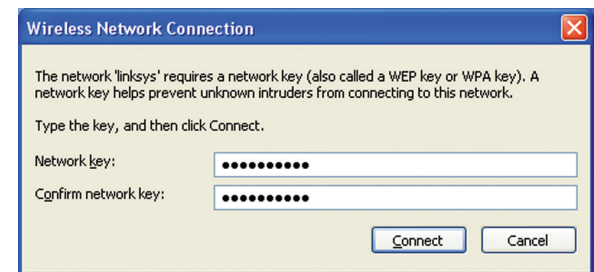 Wireless Network Connection
The network 'linksys' requires a network key (also called a WEP key or WPA key). A
network key helps prevent unknown intruders from connecting to this network.
Type the key, and then click Connect.
Network key: ••••••••••
Confirm network key: ••••••••••
Connect Cancel